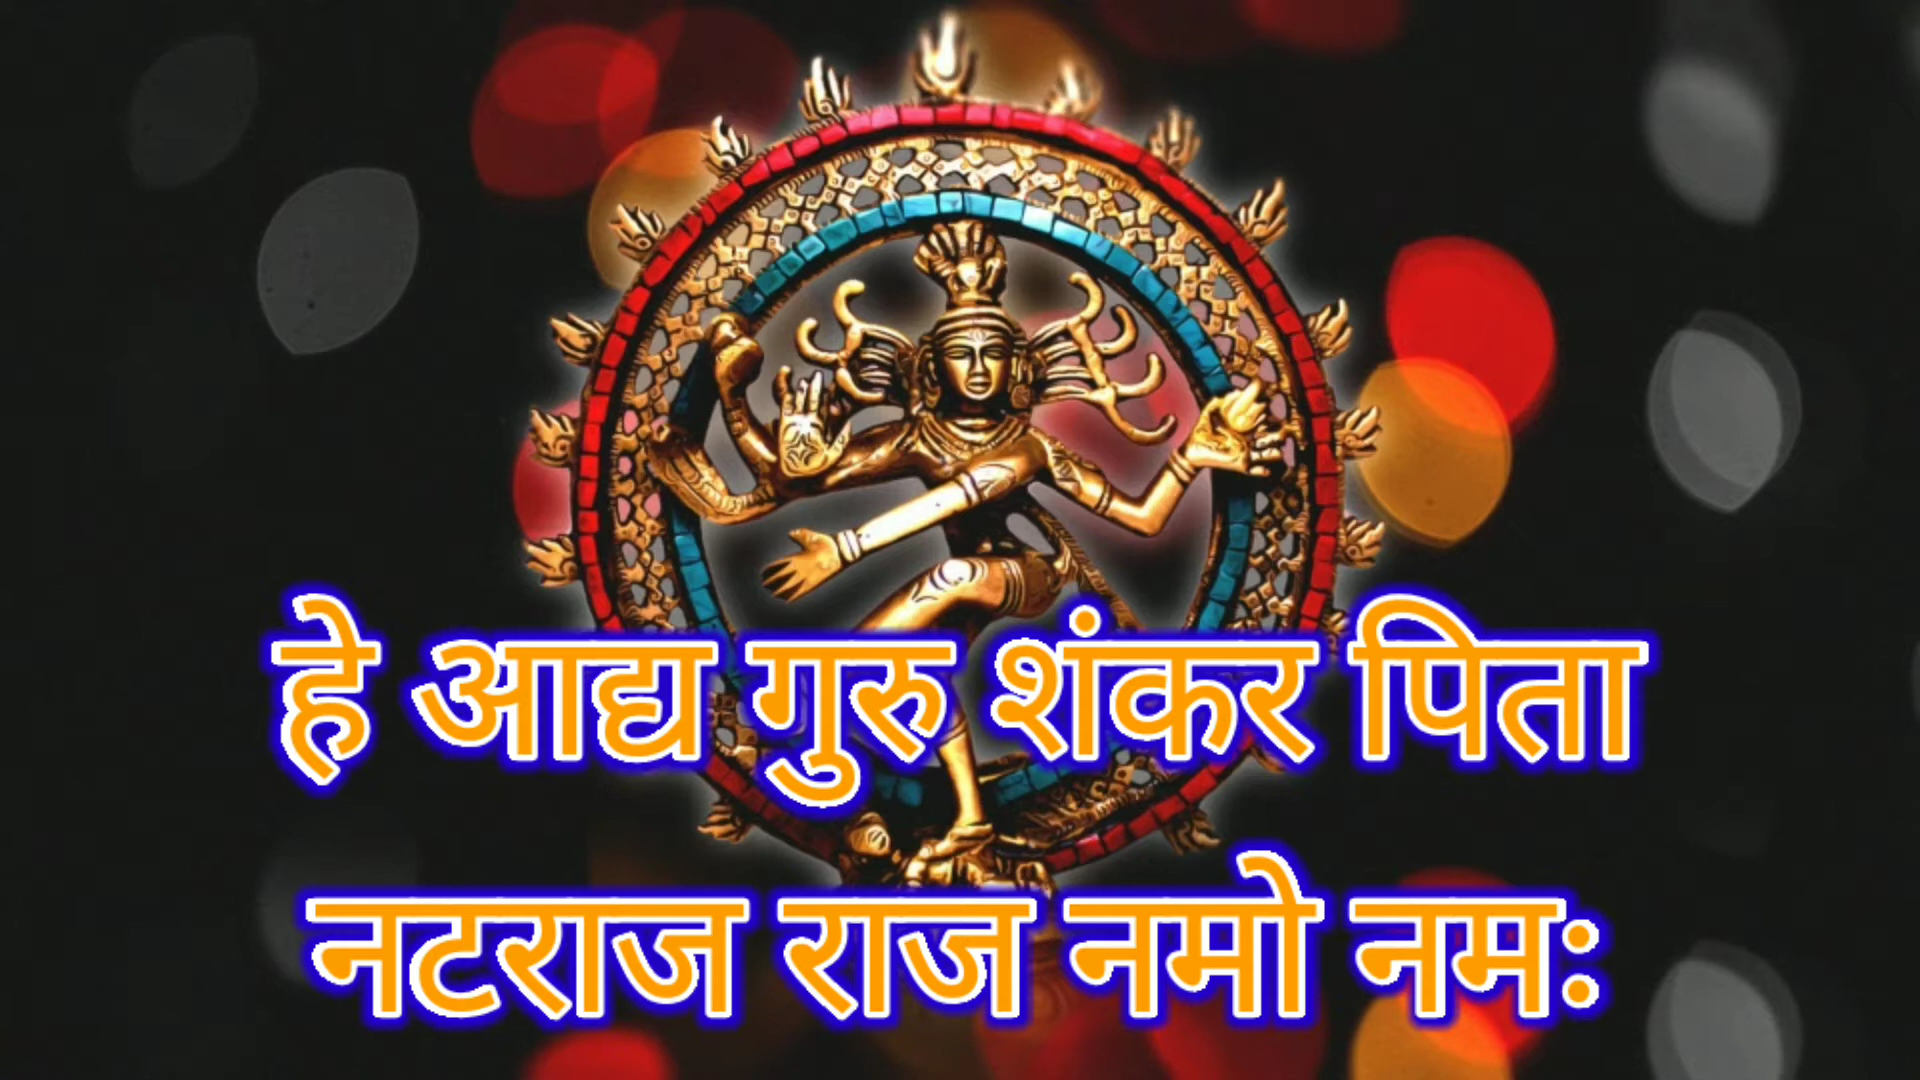 हे आद्य गुरु शंकर पिता
नटराज राज नमो नमः